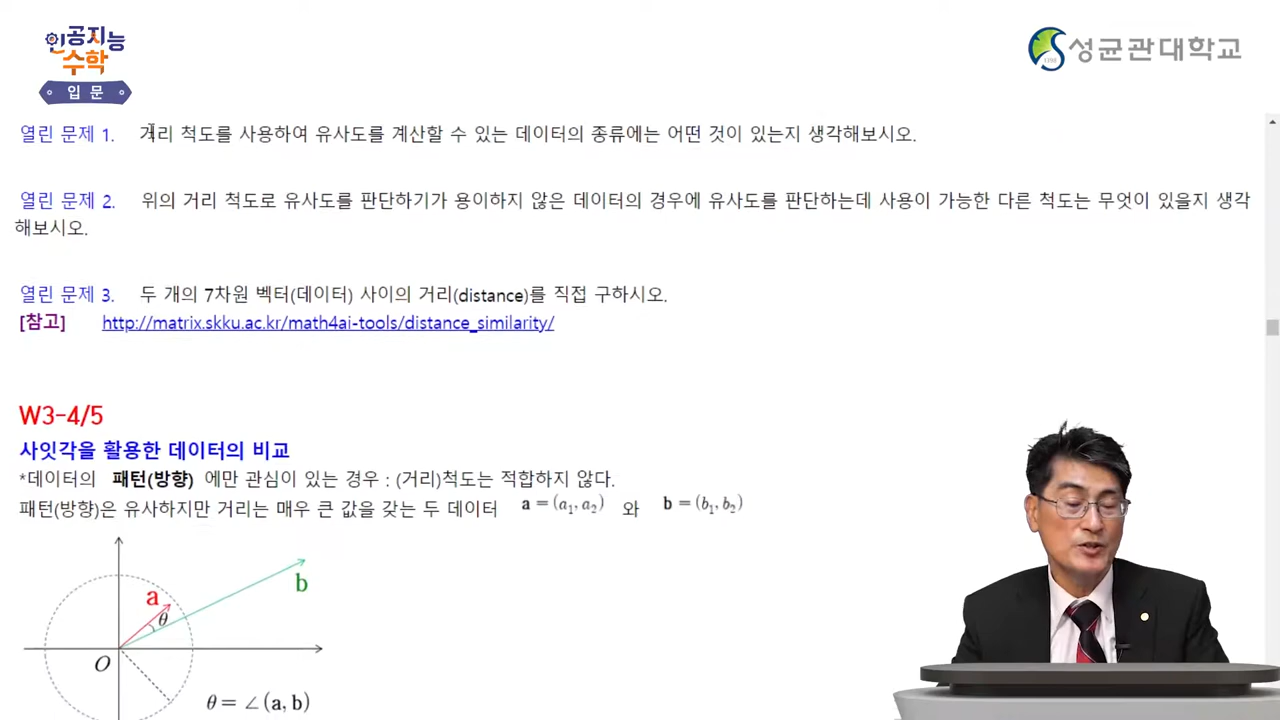 인공지능
수학
입문
성균관대학교
열린 문제 1. 거리 척도를 사용하여 유사도를 계산할 수 있는 데이터의 종류에는 어떤 것이 있는지 생각해보시오.
열린 문제 2. 위의 거리 척도로 유사도를 판단하기가 용이하지 않은 데이터의 경우에 유사도를 판단하는데 사용이 가능한 다른 척도는 무엇이 있을지 생각
해보시오.
열린 문제 3. 두 개의 7차원 벡터(데이터) 사이의 거리(distance)를 직접 구하시오.
[참고] http://matrix.skku.ac.kr/math4ai-tools/distance_similarity/
W3-4/5
사잇각을 활용한 데이터의 비교
*데이터의 패턴(방향) 에만 관심이 있는 경우 : (거리)척도는 적합하지 않다.
패턴(방향)은 유사하지만 거리는 매우 큰 값을 갖는 두 데이터 a = (a₁, a₂) 와 b = (b₁, b₂)
b
a
θ
O
θ = ∠(a, b)